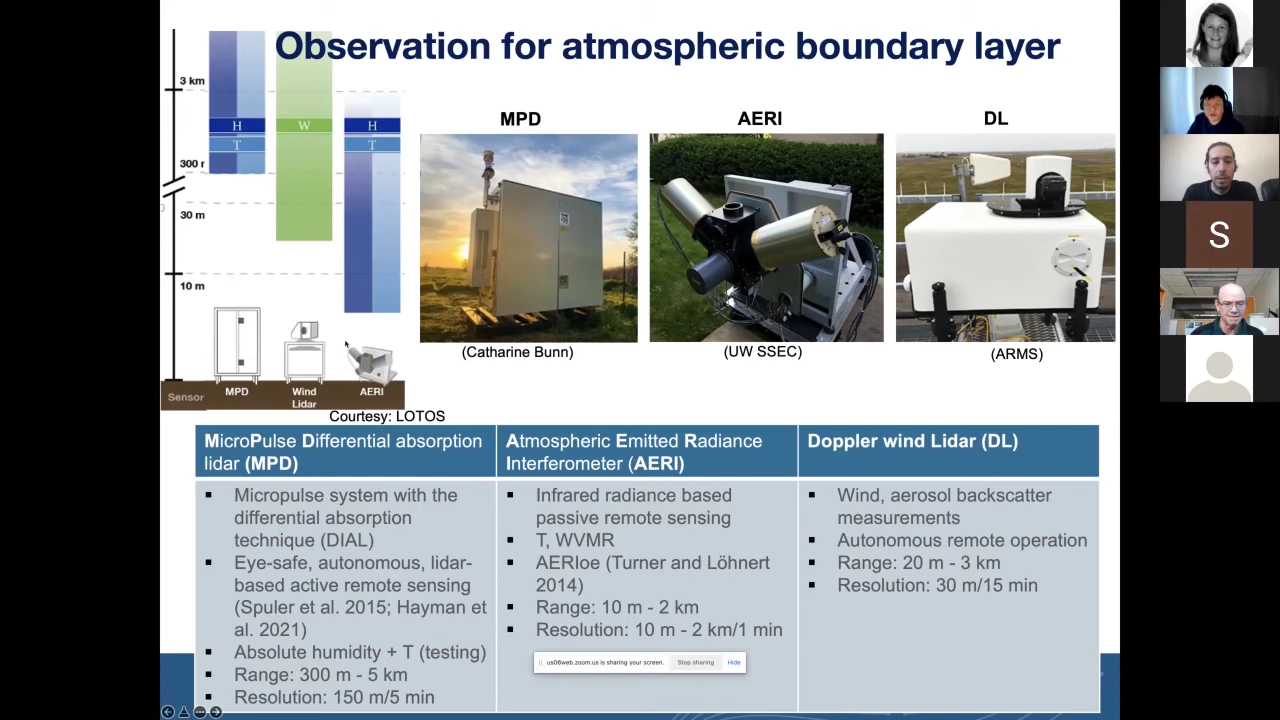 Observation for atmospheric boundary layer
3 km
300 r
30 m
10 m
H
T
W
H
T
Sensor
MPD
Wind
Lidar
AERI
Courtesy: LOTOS
MPD
(Catharine Bunn)
AERI
(UW SSEC)
DL
(ARMS)
S
MicroPulse Differential absorption
lidar (MPD)
▪ Micropulse system with the
differential absorption
technique (DIAL)
▪ Eye-safe, autonomous, lidar-
based active remote sensing
(Spuler et al. 2015; Hayman et
al. 2021)
▪ Absolute humidity + T (testing)
▪ Range: 300 m - 5 km
▪ Resolution: 150 m/5 min
Atmospheric Emitted Radiance
Interferometer (AERI)
▪ Infrared radiance based
passive remote sensing
▪ T, WVMR
▪ AERIoe (Turner and Löhnert
2014)
▪ Range: 10 m - 2 km
▪ Resolution: 10 m - 2 km/1 min
Doppler wind Lidar (DL)
▪ Wind, aerosol backscatter
measurements
▪ Autonomous remote operation
▪ Range: 20 m - 3 km
▪ Resolution: 30 m/15 min
us06web.zoom.us is sharing your screen. Stop sharing Hide